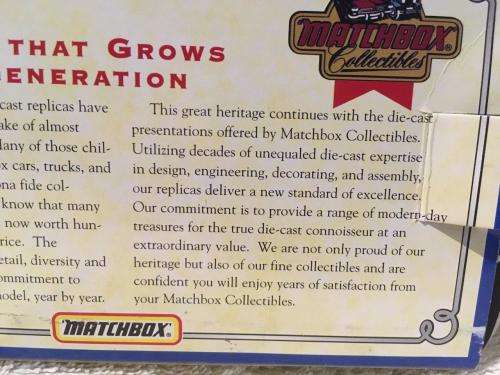 THAT GROWS
ENERATION
MATCHBOX®
Collectibles
cast replicas have
ake of almost
Many of those chil-
x cars, trucks, and
ona fide col-
know that many
now worth hun-
rice. The
etail, diversity and
ommitment to
nodel, year by year.
This great heritage continues with the die-cast
presentations offered by Matchbox Collectibles.
Utilizing decades of unequaled die-cast expertise
in design, engineering, decorating, and assembly,
our replicas deliver a new standard of excellence.
Our commitment is to provide a range of modern-day
treasures for the true die-cast connoisseur at an
extraordinary value. We are not only proud of our
heritage but also of our fine collectibles and are
confident you will enjoy years of satisfaction from
your Matchbox Collectibles.
MATCHBOX®